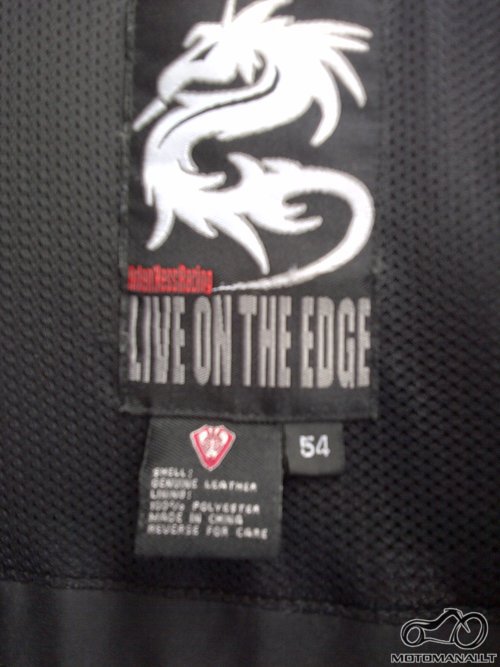 ArlenNessRacing
LIVE ON THE EDGE
54
SHELL:
GENUINE LEATHER
LINING:
100% POLYESTER
MADE IN CHINA
REVERSE FOR CARE
MOTOMANAI.LT